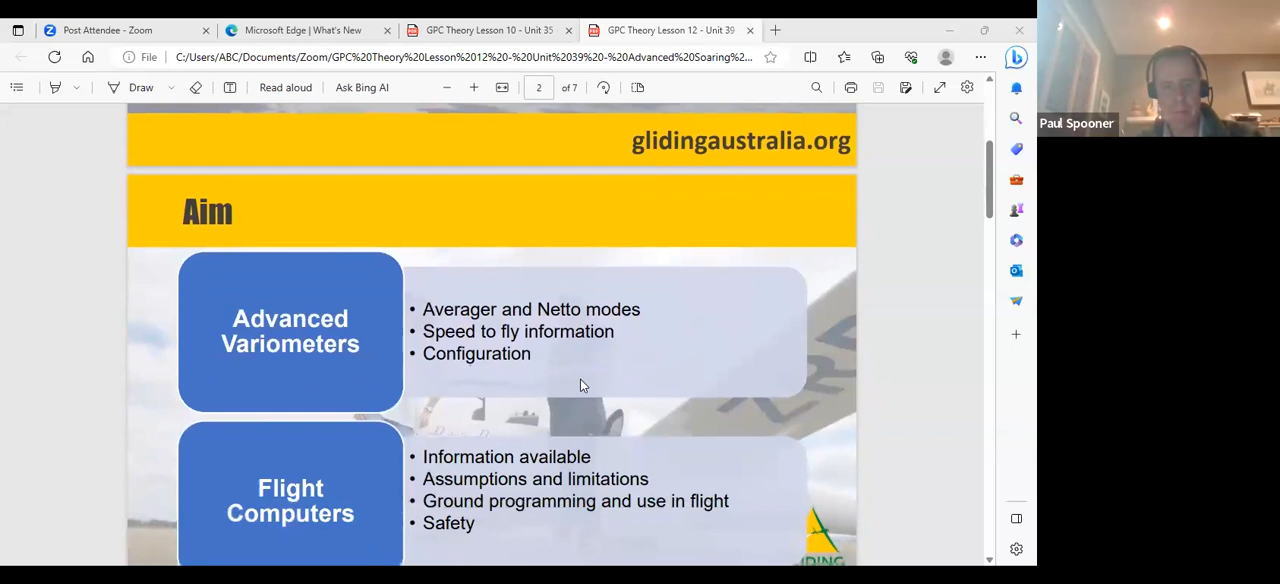 Post Attendee - Zoom
Microsoft Edge | What's New
GPC Theory Lesson 10 - Unit 35
GPC Theory Lesson 12 - Unit 39
File
C:/Users/ABC/Documents/Zoom/GPC%20Theory%20Lesson%2012%20-%20Unit%2039%20-%20Advanced%20Soaring%2...
Draw
Read aloud
Ask Bing AI
2
of 7
Paul Spooner
glidingaustralia.org
Aim
Advanced
Variometers
• Averager and Netto modes
• Speed to fly information
• Configuration
Flight
Computers
• Information available
• Assumptions and limitations
• Ground programming and use in flight
• Safety